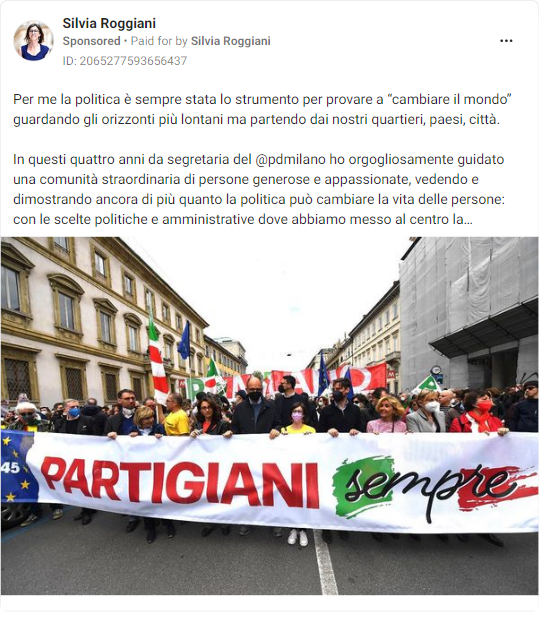 Silvia Roggiani
Sponsored • Paid for by Silvia Roggiani
ID: 2065277593656437
Per me la politica è sempre stata lo strumento per provare a “cambiare il mondo”
guardando gli orizzonti più lontani ma partendo dai nostri quartieri, paesi, città.
In questi quattro anni da segretaria del @pdmilano ho orgogliosamente guidato
una comunità straordinaria di persone generose e appassionate, vedendo e
dimostrando ancora di più quanto la politica può cambiare la vita delle persone:
con le scelte politiche e amministrative dove abbiamo messo al centro la…
45
PARTIGIANI sempre